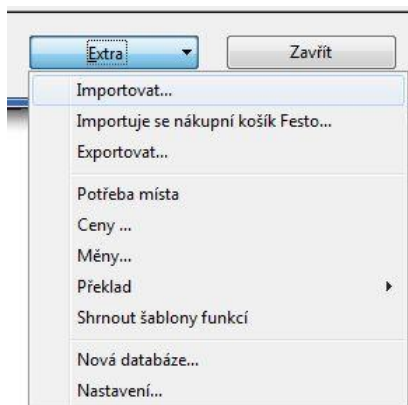 Extra
Zavřít
Importovat...
Importuje se nákupní košík Festo...
Exportovat...
Potřeba místa
Ceny ...
Měny...
Překlad
Shrnout šablony funkcí
Nová databáze...
Nastavení...